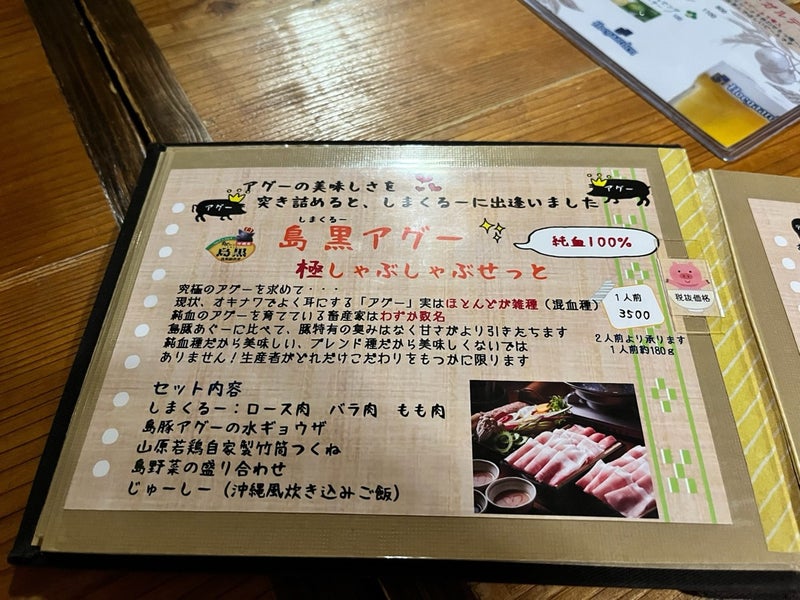 アグーの美味しさを
突き詰めると、しまくるーに出逢いました
アグー
アグー
しまくるー
島 黒アグー
純血100%
島黒
極しゃぶしゃぶせっと
究極のアグーを求めて・・・
現状、オキナワでよく耳にする「アグー」実はほとんどが雑種（混血種）
純血のアグーを育てている畜産家はわずか数名
島豚あぐーに比べて、豚特有の臭みはなく甘さがより引きたちます
純血種だから美味しい、ブレンド種だから美味しくないでは
ありません！生産者がどれだけこだわりをもつかに限ります
1人前
3500
税抜価格
2人前より承ります
1人前約180g
セット内容
しまくるー：ロース肉 バラ肉 もも肉
島豚アグーの水ギョウザ
山原若鶏自家製竹筒つくね
島野菜の盛り合わせ
じゅーしー（沖縄風炊き込みご飯）